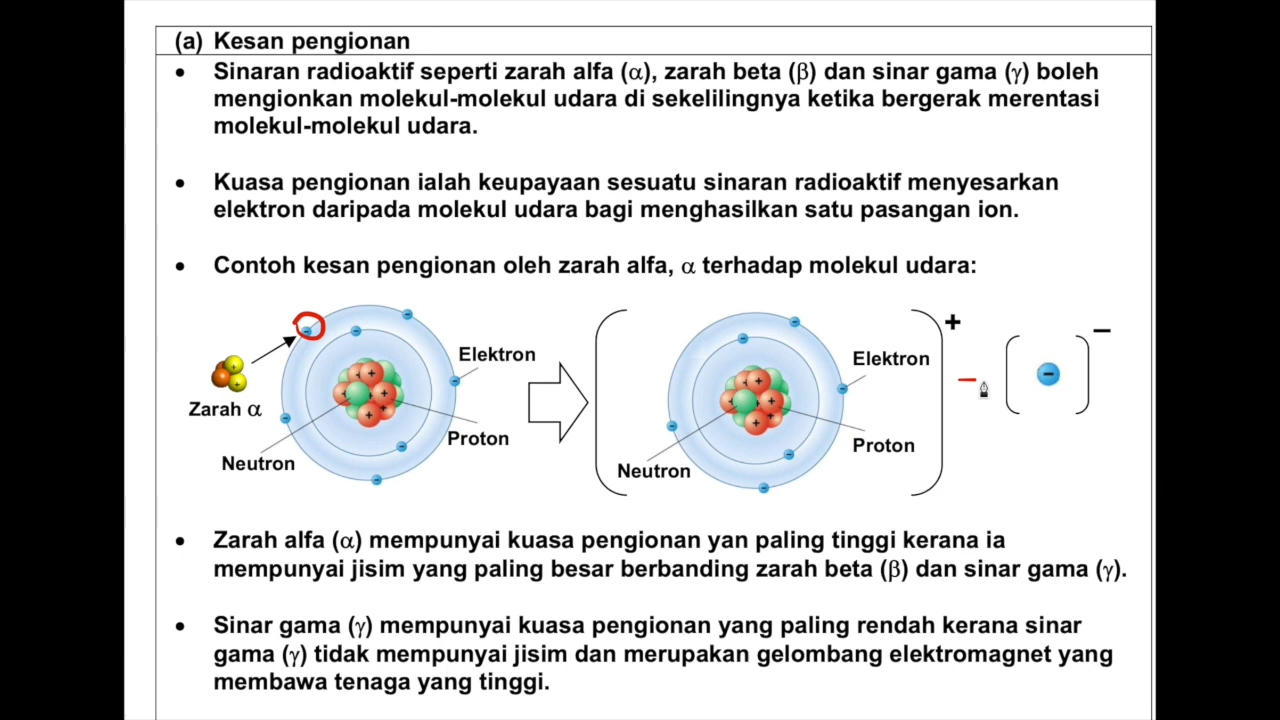 (a) Kesan pengionan
• Sinaran radioaktif seperti zarah alfa (α), zarah beta (β) dan sinar gama (γ) boleh
mengionkan molekul-molekul udara di sekelilingnya ketika bergerak merentasi
molekul-molekul udara.
• Kuasa pengionan ialah keupayaan sesuatu sinaran radioaktif menyesarkan
elektron daripada molekul udara bagi menghasilkan satu pasangan ion.
• Contoh kesan pengionan oleh zarah alfa, α terhadap molekul udara:
Zarah α
Elektron
Proton
Neutron
+
Elektron
Proton
Neutron
−
• Zarah alfa (α) mempunyai kuasa pengionan yan paling tinggi kerana ia
mempunyai jisim yang paling besar berbanding zarah beta (β) dan sinar gama (γ).
• Sinar gama (γ) mempunyai kuasa pengionan yang paling rendah kerana sinar
gama (γ) tidak mempunyai jisim dan merupakan gelombang elektromagnet yang
membawa tenaga yang tinggi.